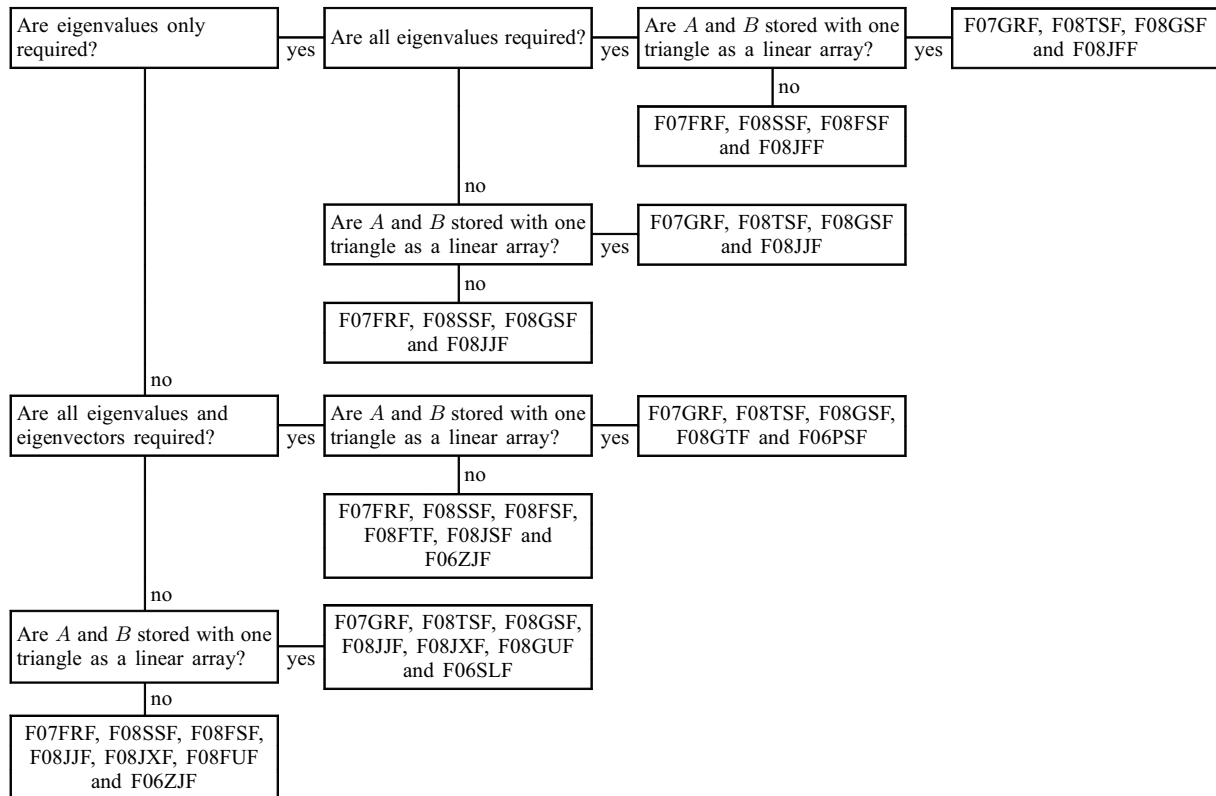 Are eigenvalues only
required?
yes
Are all eigenvalues required?
yes
Are A and B stored with one
triangle as a linear array?
yes
F07GRF, F08TSF, F08GSF
and F08JFF
no
F07FRF, F08SSF, F08FSF
and F08JFF
no
Are A and B stored with one
triangle as a linear array?
yes
F07GRF, F08TSF, F08GSF
and F08JJF
no
F07FRF, F08SSF, F08GSF
and F08JJF
no
Are all eigenvalues and
eigenvectors required?
yes
Are A and B stored with one
triangle as a linear array?
yes
F07GRF, F08TSF, F08GSF,
F08GTF and F06PSF
no
F07FRF, F08SSF, F08FSF,
F08FTF, F08JSF and
F06ZJF
no
Are A and B stored with one
triangle as a linear array?
yes
F07GRF, F08TSF, F08GSF,
F08JJF, F08JXF, F08GUF
and F06SLF
no
F07FRF, F08SSF, F08FSF,
F08JJF, F08JXF, F08FUF
and F06ZJF